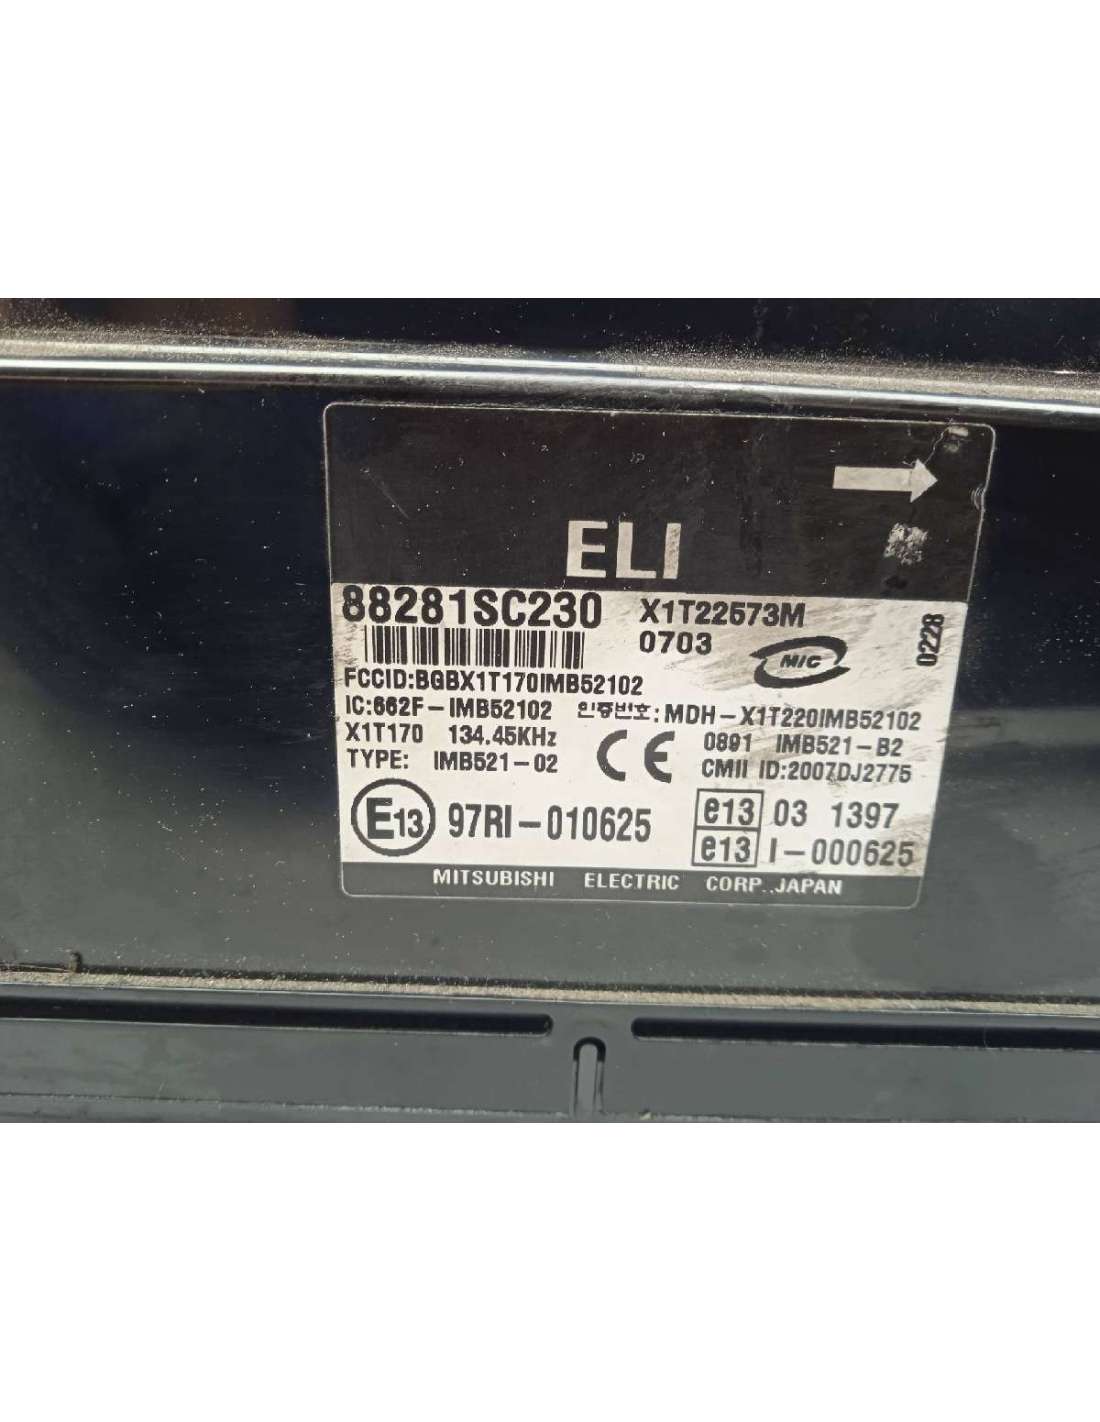 ELI
88281SC230 X1T22573M
0703
MIC
0228
FCCID:BGBX1T170IMB52102
IC:662F-IMB52102 인증번호:MDH-X1T220IMB52102
X1T170 134.45KHz CE 0891 IMB521-B2
TYPE: IMB521-02 CMII ID:2007DJ2775
E13 97RI-010625 e13 03 1397
e13 I-000625
MITSUBISHI ELECTRIC CORP. JAPAN